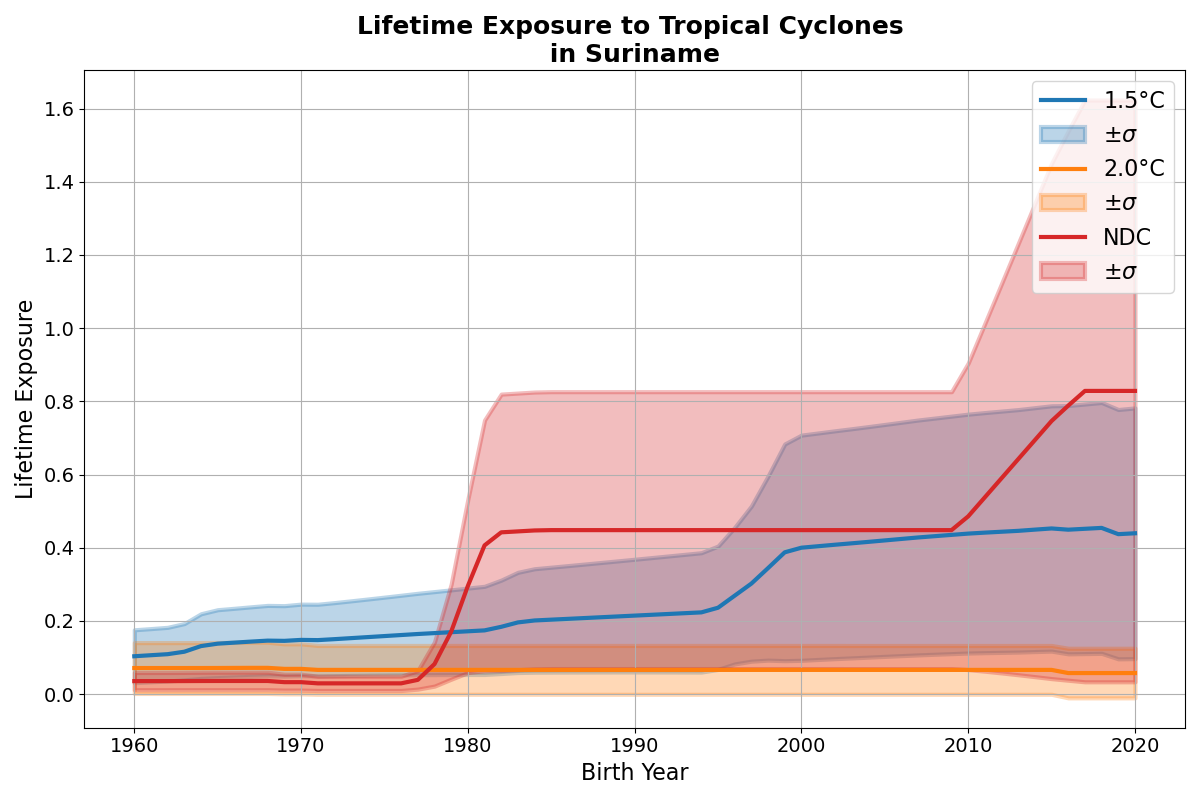 Lifetime Exposure to Tropical Cyclones
in Suriname
1.5°C
±σ
2.0°C
±σ
NDC
±σ
Lifetime Exposure
1.6
1.4
1.2
1.0
0.8
0.6
0.4
0.2
0.0
1960 1970 1980 1990 2000 2010 2020
Birth Year